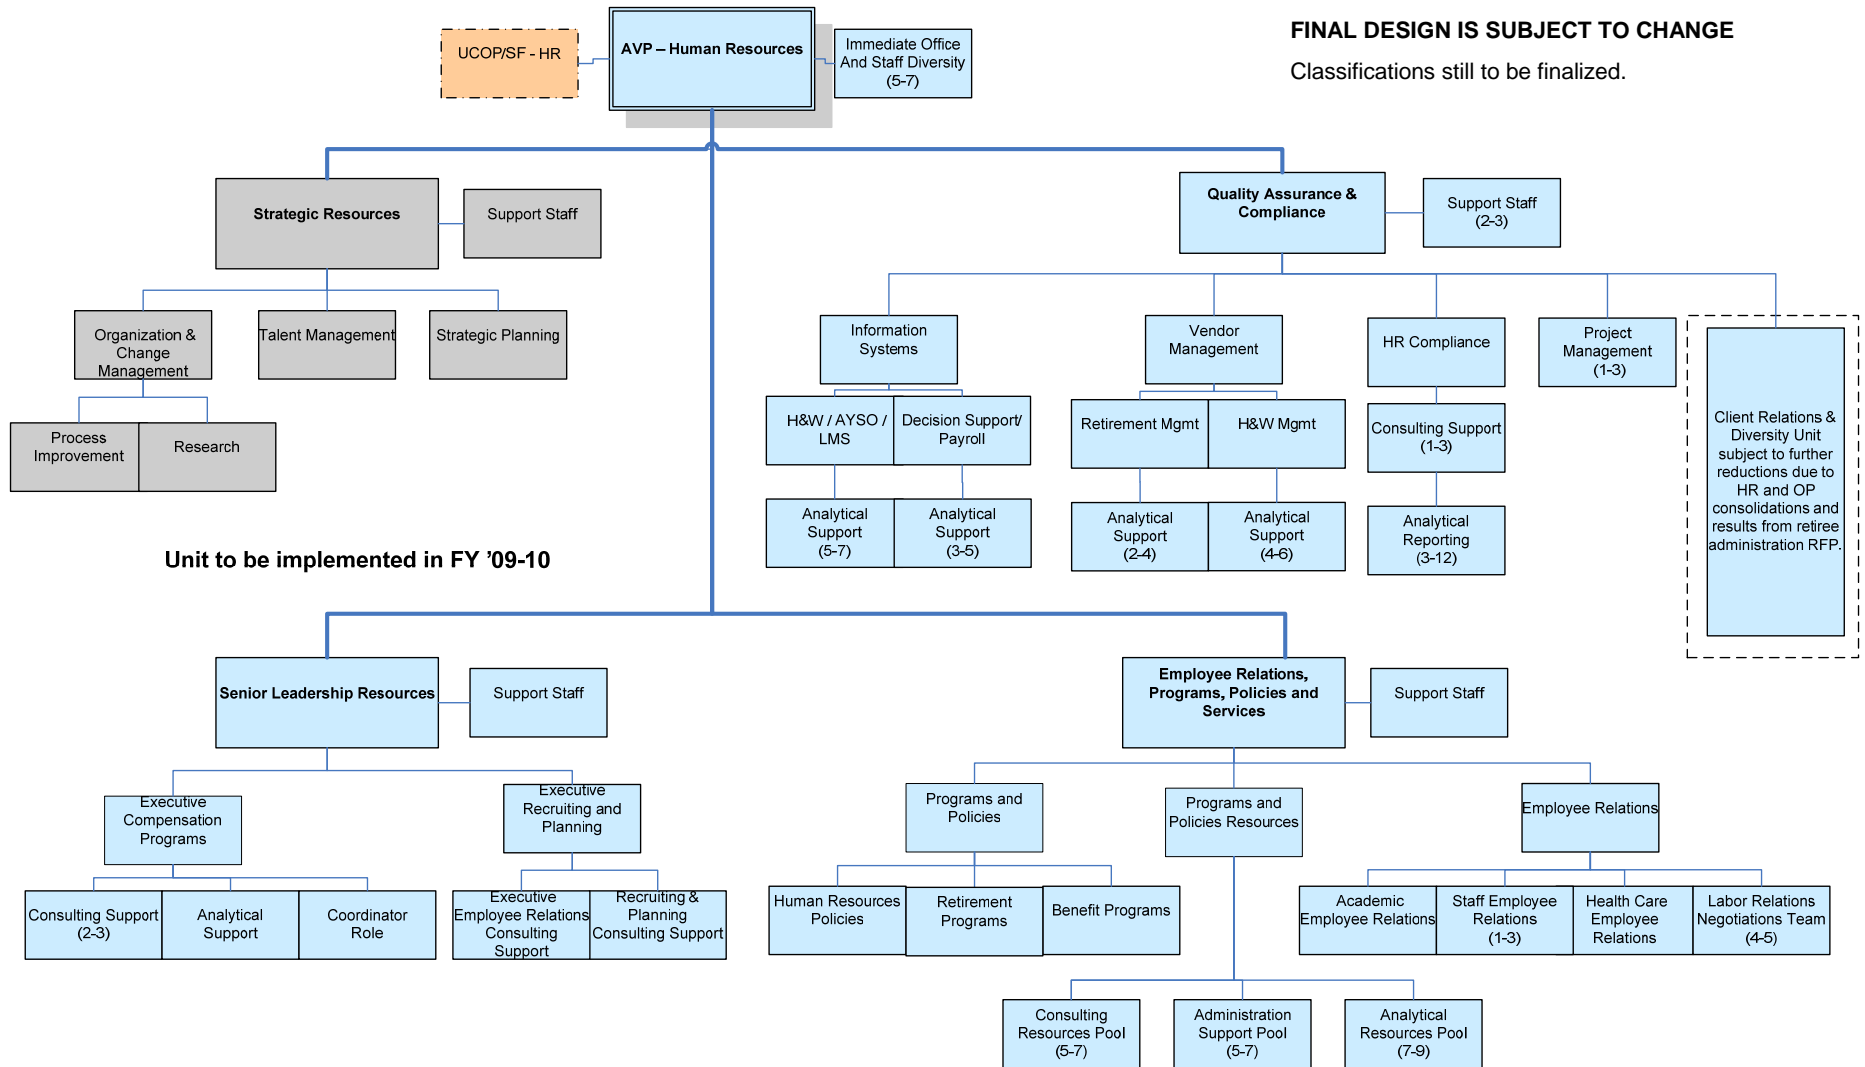 FINAL DESIGN IS SUBJECT TO CHANGE
Classifications still to be finalized.
UCOP/SF - HR
AVP – Human Resources
Immediate Office
And Staff Diversity
(5-7)
Strategic Resources
Support Staff
Quality Assurance &
Compliance
Support Staff
(2-3)
Organization &
Change
Management
Talent Management
Strategic Planning
Process
Improvement
Research
Information
Systems
Vendor
Management
HR Compliance
Project
Management
(1-3)
H&W / AYSO /
LMS
Decision Support/
Payroll
Retirement Mgmt
H&W Mgmt
Consulting Support
(1-3)
Analytical
Support
(5-7)
Analytical
Support
(3-5)
Analytical
Support
(2-4)
Analytical
Support
(4-6)
Analytical
Reporting
(3-12)
Client Relations &
Diversity Unit
subject to further
reductions due to
HR and OP
consolidations and
results from retiree
administration RFP.
Unit to be implemented in FY ’09-10
Senior Leadership Resources
Support Staff
Employee Relations,
Programs, Policies and
Services
Support Staff
Executive
Compensation
Programs
Executive
Recruiting and
Planning
Consulting Support
(2-3)
Analytical
Support
Coordinator
Role
Executive
Employee Relations
Consulting
Support
Recruiting &
Planning
Consulting Support
Programs and
Policies
Programs and
Policies Resources
Employee Relations
Human Resources
Policies
Retirement
Programs
Benefit Programs
Academic
Employee Relations
Staff Employee
Relations
(1-3)
Health Care
Employee
Relations
Labor Relations
Negotiations Team
(4-5)
Consulting
Resources Pool
(5-7)
Administration
Support Pool
(5-7)
Analytical
Resources Pool
(7-9)